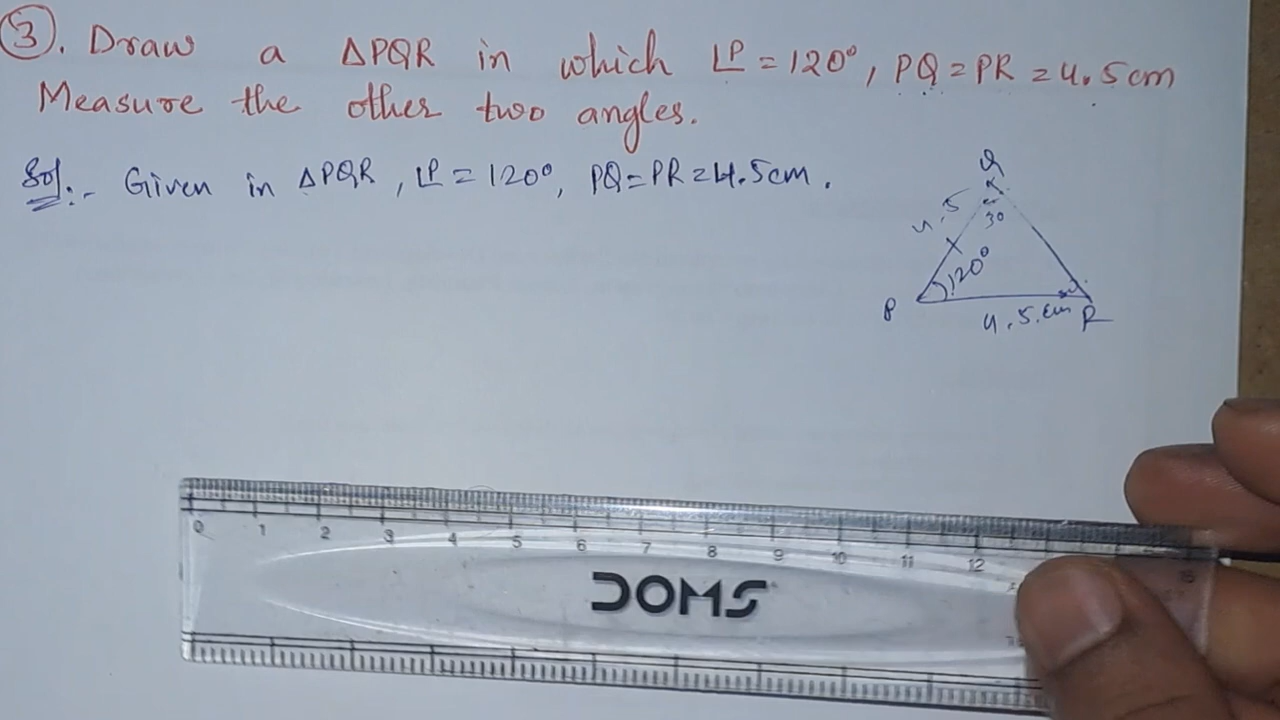 ③. Draw a ΔPQR in which ∠P = 120°, PQ = PR = 4.5cm
Measure the other two angles.
Sol:- Given in ΔPQR, ∠P = 120°, PQ = PR = 4.5cm.
Q
4.5
30
120°
P
4.5.cm
R
0 1 2 3 4 5 6 7 8 9 10 11 12
DOMS